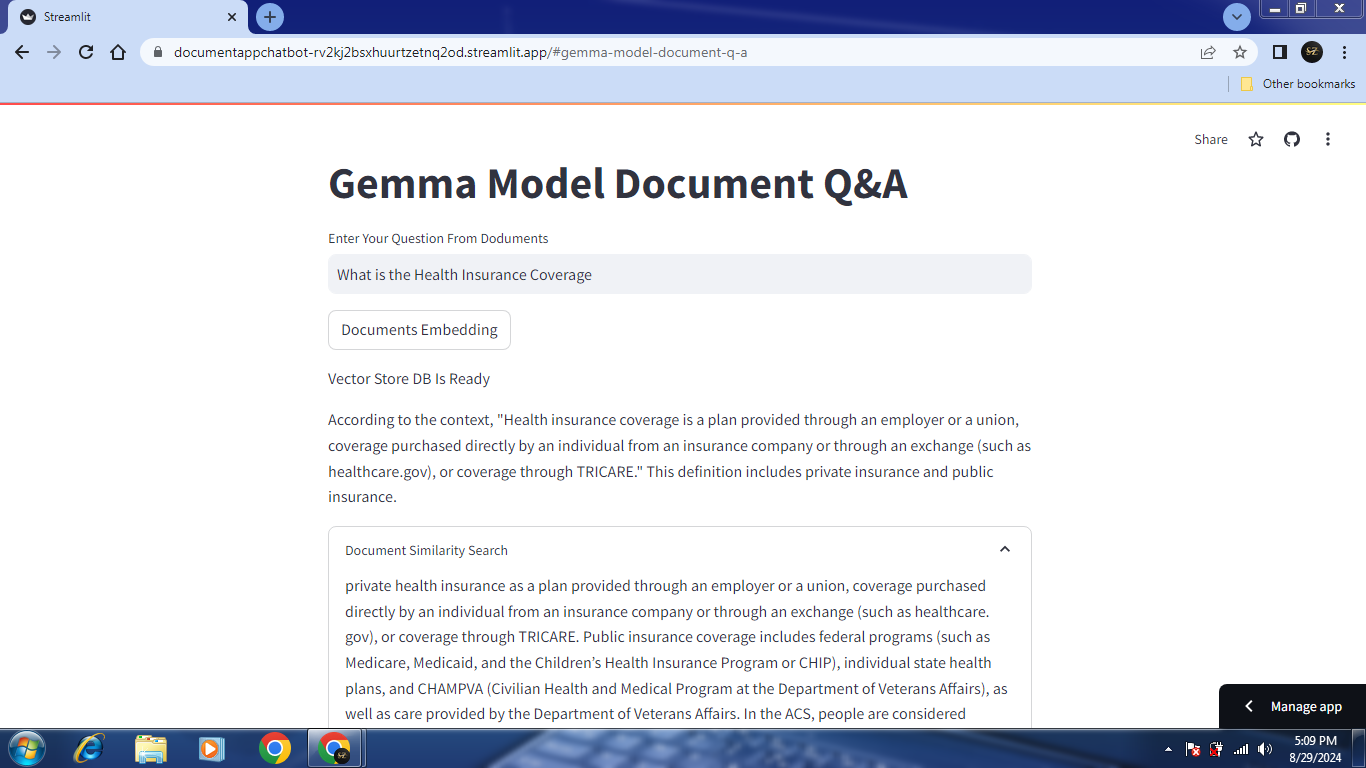 Streamlit
documentappchatbot-rv2kj2bsxhuurtzetnq2od.streamlit.app/#gemma-model-document-q-a
Other bookmarks
Share
Gemma Model Document Q&A
Enter Your Question From Doduments
What is the Health Insurance Coverage
Documents Embedding
Vector Store DB Is Ready
According to the context, "Health insurance coverage is a plan provided through an employer or a union,
coverage purchased directly by an individual from an insurance company or through an exchange (such as
healthcare.gov), or coverage through TRICARE." This definition includes private insurance and public
insurance.
Document Similarity Search
private health insurance as a plan provided through an employer or a union, coverage purchased
directly by an individual from an insurance company or through an exchange (such as healthcare.
gov), or coverage through TRICARE. Public insurance coverage includes federal programs (such as
Medicare, Medicaid, and the Children’s Health Insurance Program or CHIP), individual state health
plans, and CHAMPVA (Civilian Health and Medical Program at the Department of Veterans Affairs), as
well as care provided by the Department of Veterans Affairs. In the ACS, people are considered
Manage app
5:09 PM
8/29/2024